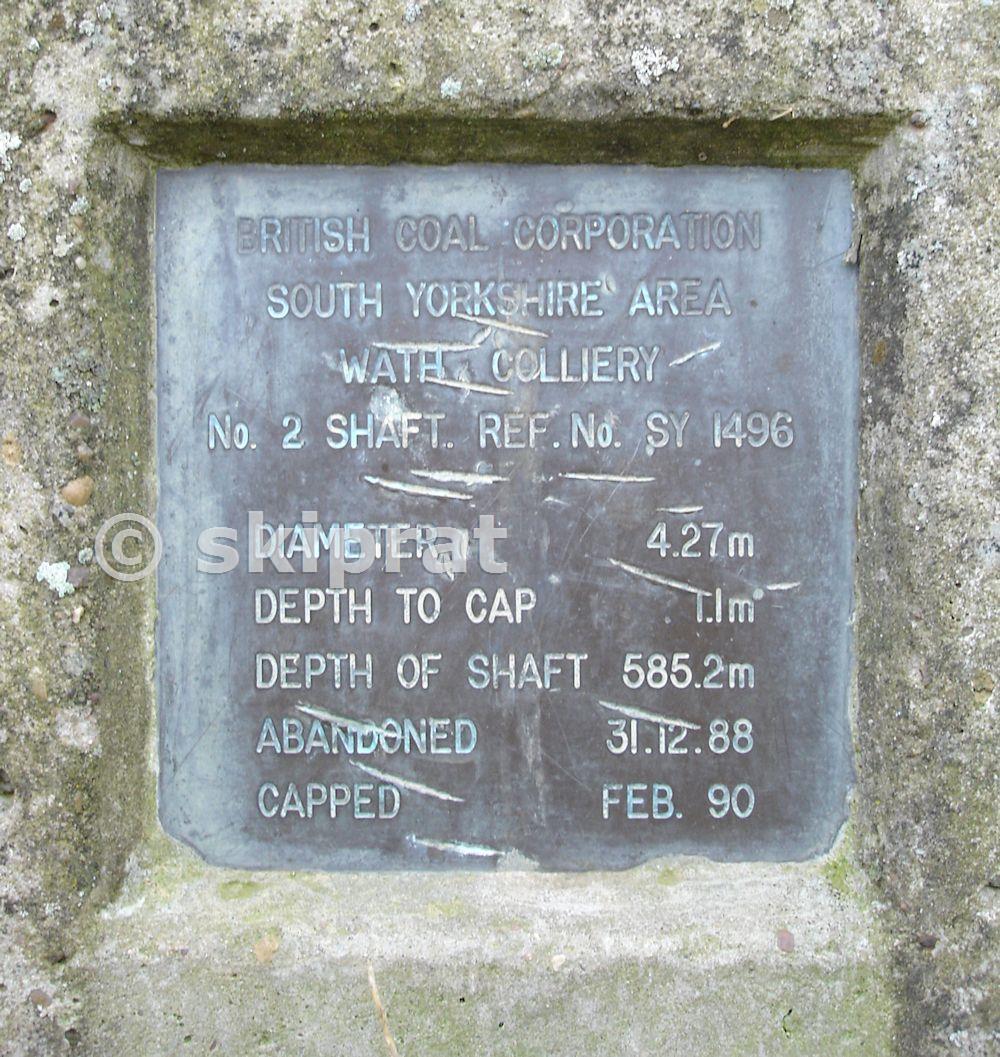 BRITISH COAL CORPORATION
SOUTH YORKSHIRE AREA
WATH COLLIERY
No. 2 SHAFT. REF. No. SY 1496
DIAMETER 4.27m
DEPTH TO CAP 1.1m
DEPTH OF SHAFT 585.2m
ABANDONED 31.12.88
CAPPED FEB. 90
© skiprat